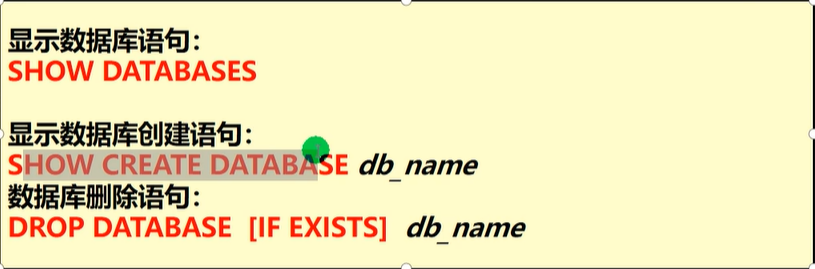 显示数据库语句：
SHOW DATABASES
显示数据库创建语句：
SHOW CREATE DATABASE db_name
数据库删除语句：
DROP DATABASE [IF EXISTS] db_name